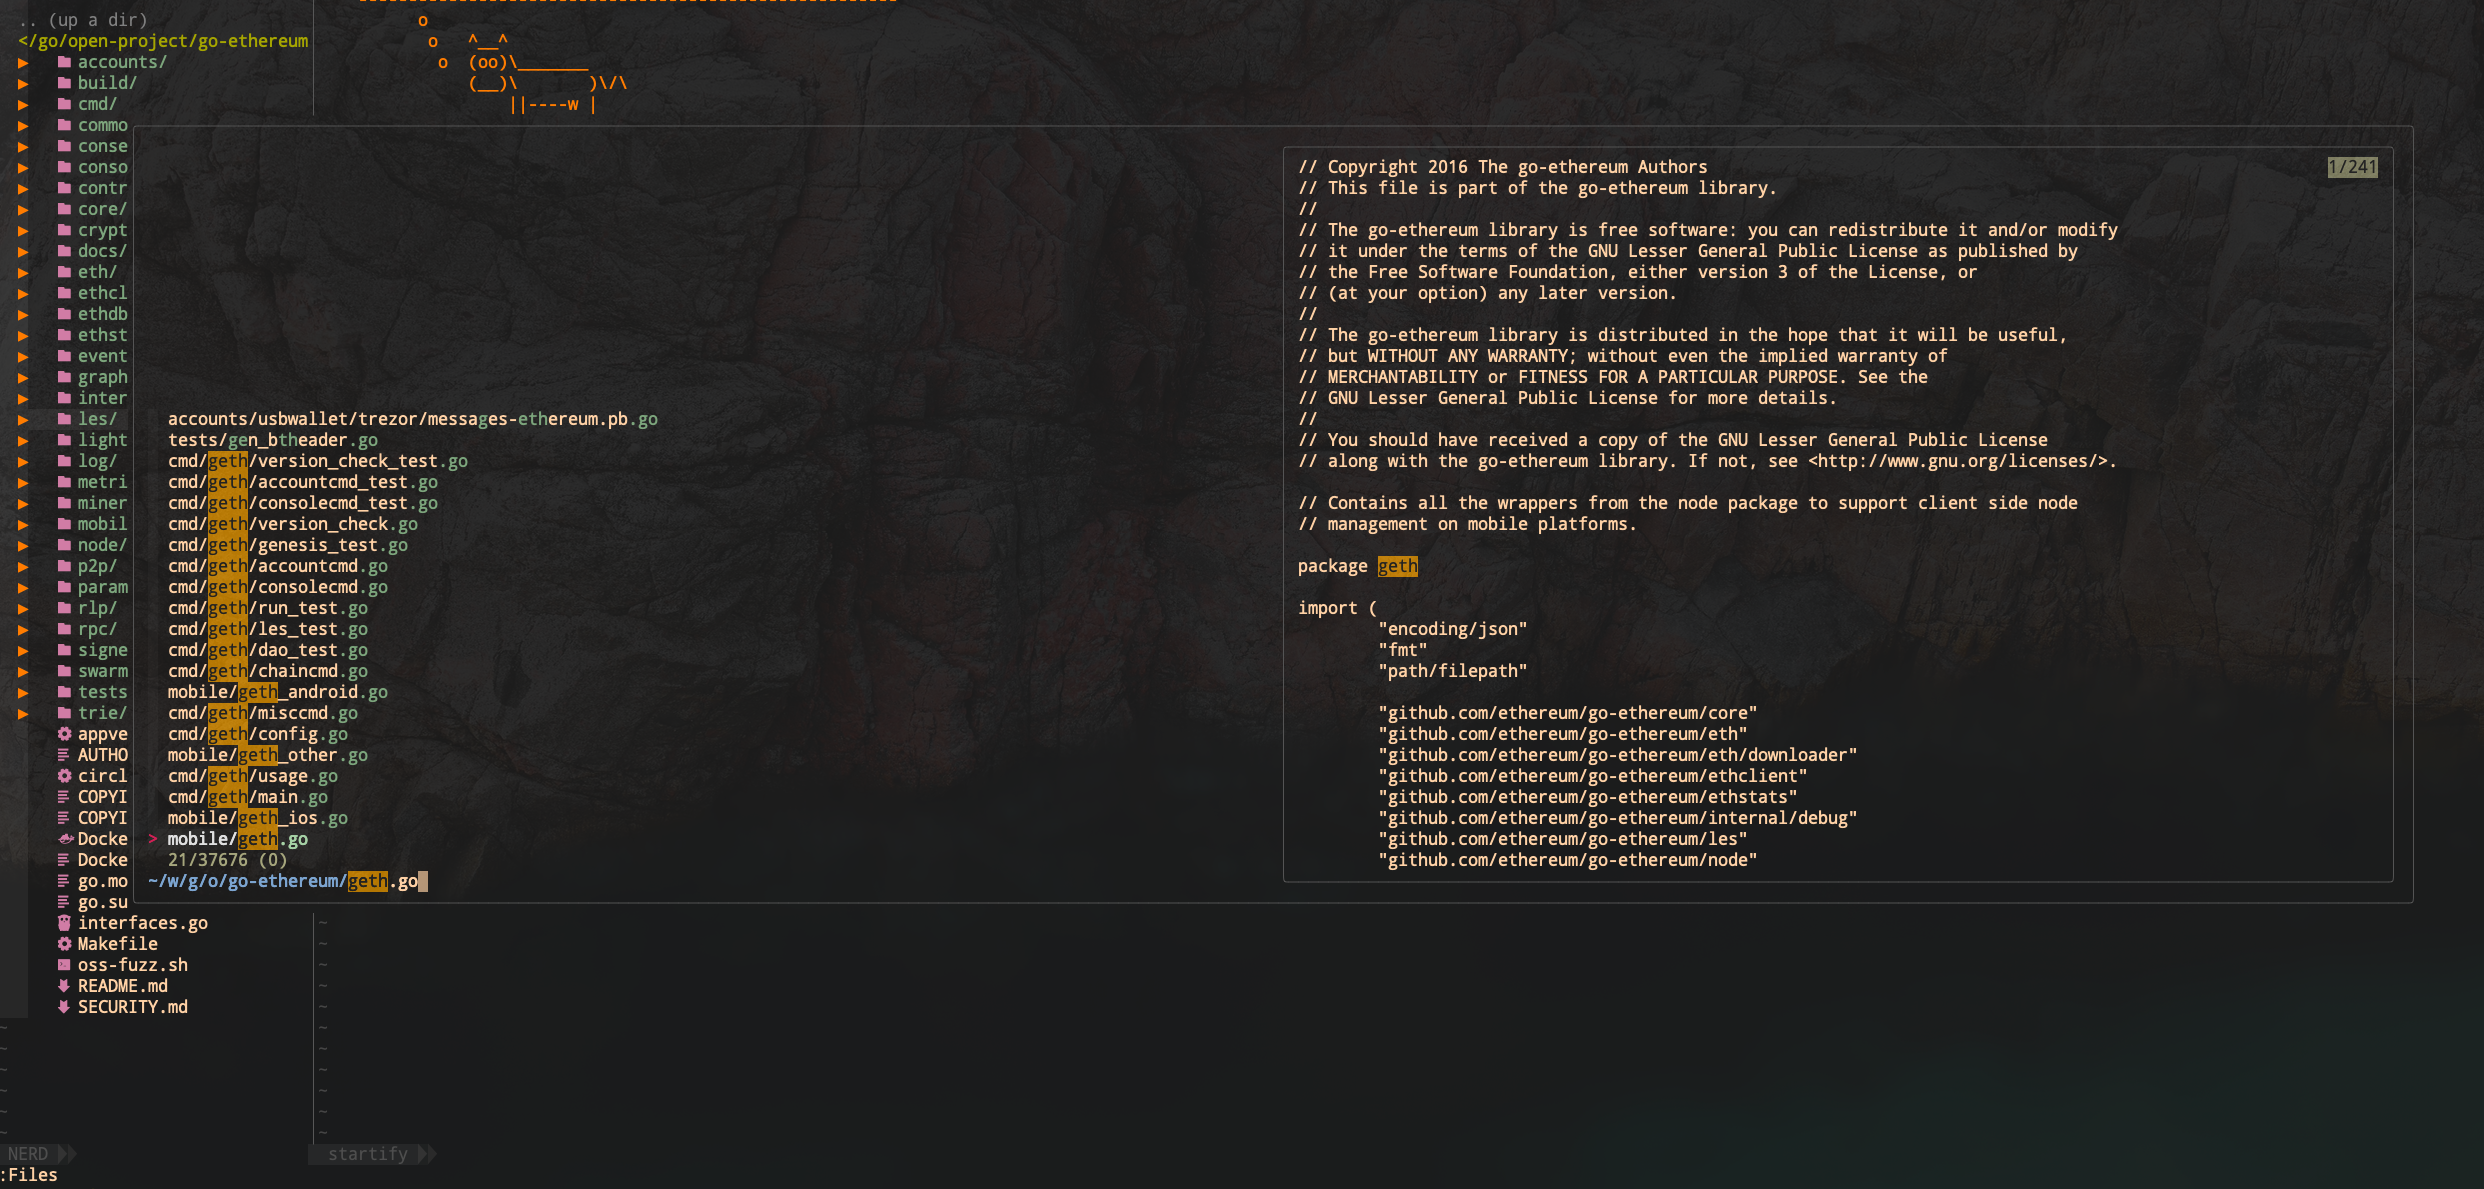 .. (up a dir)
</go/open-project/go-ethereum
accounts/
build/
cmd/
commo
conse
conso
contr
core/
crypt
docs/
eth/
ethcl
ethdb
ethst
event
graph
inter
les/
light
log/
metri
miner
mobil
node/
p2p/
param
rlp/
rpc/
signe
swarm
tests
trie/
appve
AUTHO
circl
COPYI
COPYI
Docke
Docke
go.mo
go.su
interfaces.go
Makefile
oss-fuzz.sh
README.md
SECURITY.md
o
o   ^__^
o  (oo)\_______
(__)\       )\/\
||----w |
accounts/usbwallet/trezor/messages-ethereum.pb.go
tests/gen_btheader.go
cmd/geth/version_check_test.go
cmd/geth/accountcmd_test.go
cmd/geth/consolecmd_test.go
cmd/geth/version_check.go
cmd/geth/genesis_test.go
cmd/geth/accountcmd.go
cmd/geth/consolecmd.go
cmd/geth/run_test.go
cmd/geth/les_test.go
cmd/geth/dao_test.go
cmd/geth/chaincmd.go
mobile/geth_android.go
cmd/geth/misccmd.go
cmd/geth/config.go
mobile/geth_other.go
cmd/geth/usage.go
cmd/geth/main.go
mobile/geth_ios.go
> mobile/geth.go
21/37676 (0)
~/w/g/o/go-ethereum/geth.go
1/241
// Copyright 2016 The go-ethereum Authors
// This file is part of the go-ethereum library.
//
// The go-ethereum library is free software: you can redistribute it and/or modify
// it under the terms of the GNU Lesser General Public License as published by
// the Free Software Foundation, either version 3 of the License, or
// (at your option) any later version.
//
// The go-ethereum library is distributed in the hope that it will be useful,
// but WITHOUT ANY WARRANTY; without even the implied warranty of
// MERCHANTABILITY or FITNESS FOR A PARTICULAR PURPOSE. See the
// GNU Lesser General Public License for more details.
//
// You should have received a copy of the GNU Lesser General Public License
// along with the go-ethereum library. If not, see <http://www.gnu.org/licenses/>.

// Contains all the wrappers from the node package to support client side node
// management on mobile platforms.

package geth

import (
"encoding/json"
"fmt"
"path/filepath"

"github.com/ethereum/go-ethereum/core"
"github.com/ethereum/go-ethereum/eth"
"github.com/ethereum/go-ethereum/eth/downloader"
"github.com/ethereum/go-ethereum/ethclient"
"github.com/ethereum/go-ethereum/ethstats"
"github.com/ethereum/go-ethereum/internal/debug"
"github.com/ethereum/go-ethereum/les"
"github.com/ethereum/go-ethereum/node"
NERD
startify
:Files